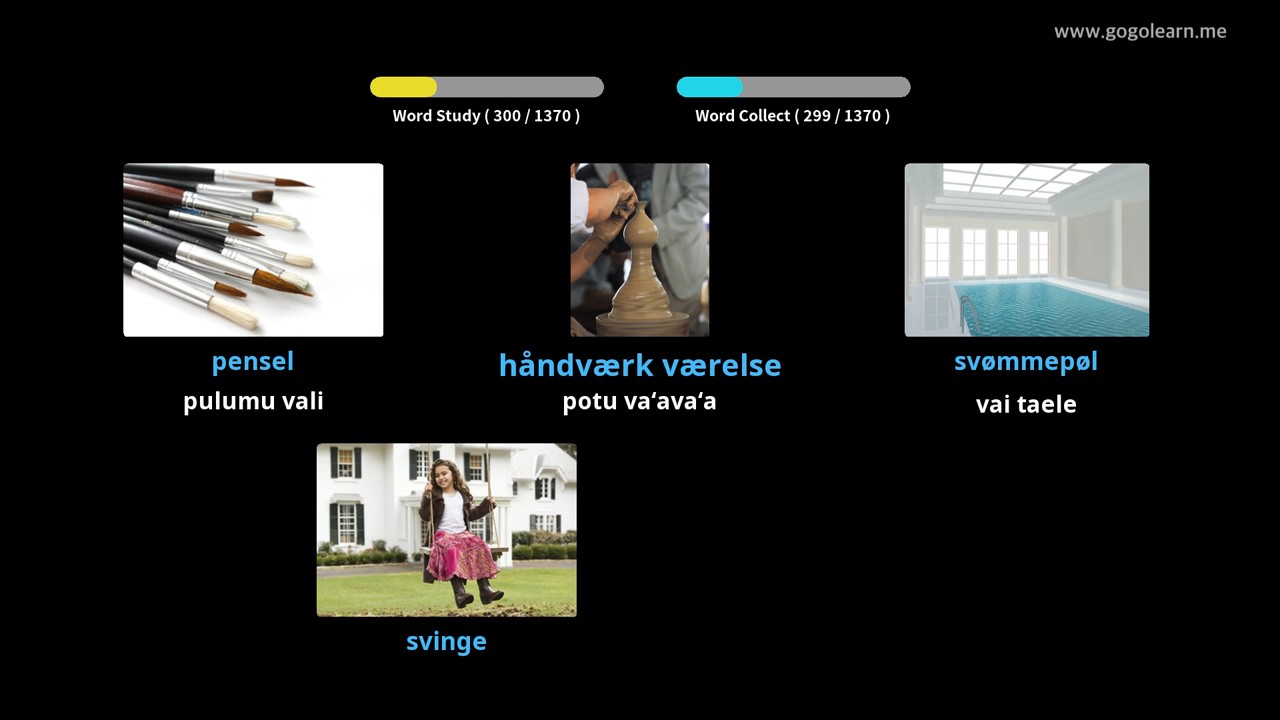 www.gogolearn.me
Word Study ( 300 / 1370 )
Word Collect ( 299 / 1370 )
pensel
håndværk værelse
svømmepøl
pulumu vali
potu vaʻavaʻa
vai taele
svinge